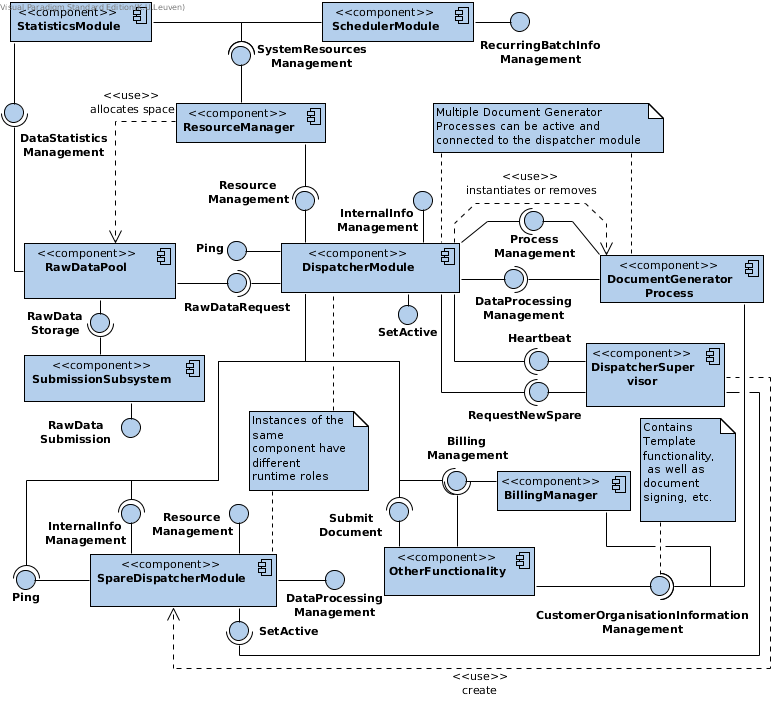 Visual Paradigm Standard Edition(KU Leuven)
<<component>>
StatisticsModule
<<component>>
SchedulerModule
SystemResources
Management
RecurringBatchInfo
Management
<<use>>
allocates space
<<component>>
ResourceManager
Multiple Document Generator
Processes can be active and
connected to the dispatcher module
DataStatistics
Management
Resource
Management
<<use>>
instantiates or removes
InternalInfo
Management
Ping
Process
Management
<<component>>
RawDataPool
<<component>>
DispatcherModule
<<component>>
DocumentGenerator
Process
RawDataRequest
DataProcessing
Management
RawData
Storage
SetActive
Heartbeat
<<component>>
SubmissionSubsystem
<<component>>
DispatcherSuper
visor
RequestNewSpare
RawData
Submission
Instances of the
same
component have
different
runtime roles
Billing
Management
Contains
Template
functionality,
as well as
document
signing, etc.
<<component>>
BillingManager
InternalInfo
Management
Resource
Management
Submit
Document
<<component>>
SpareDispatcherModule
<<component>>
OtherFunctionality
Ping
DataProcessing
Management
CustomerOrganisationInformation
Management
SetActive
<<use>>
create